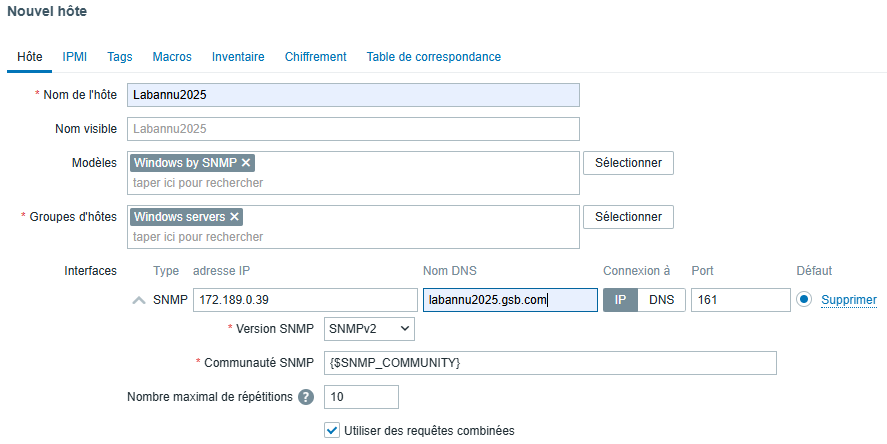 Nouvel hôte
Hôte IPMI Tags Macros Inventaire Chiffrement Table de correspondance
* Nom de l'hôte Labannu2025
Nom visible Labannu2025
Modèles Windows by SNMP ✕ Sélectionner
taper ici pour rechercher
* Groupes d'hôtes Windows servers ✕ Sélectionner
taper ici pour rechercher
Interfaces Type adresse IP Nom DNS Connexion à Port Défaut
SNMP 172.189.0.39 labannu2025.gsb.com IP DNS 161 Supprimer
* Version SNMP SNMPv2
* Communauté SNMP {$SNMP_COMMUNITY}
Nombre maximal de répétitions ? 10
Utiliser des requêtes combinées